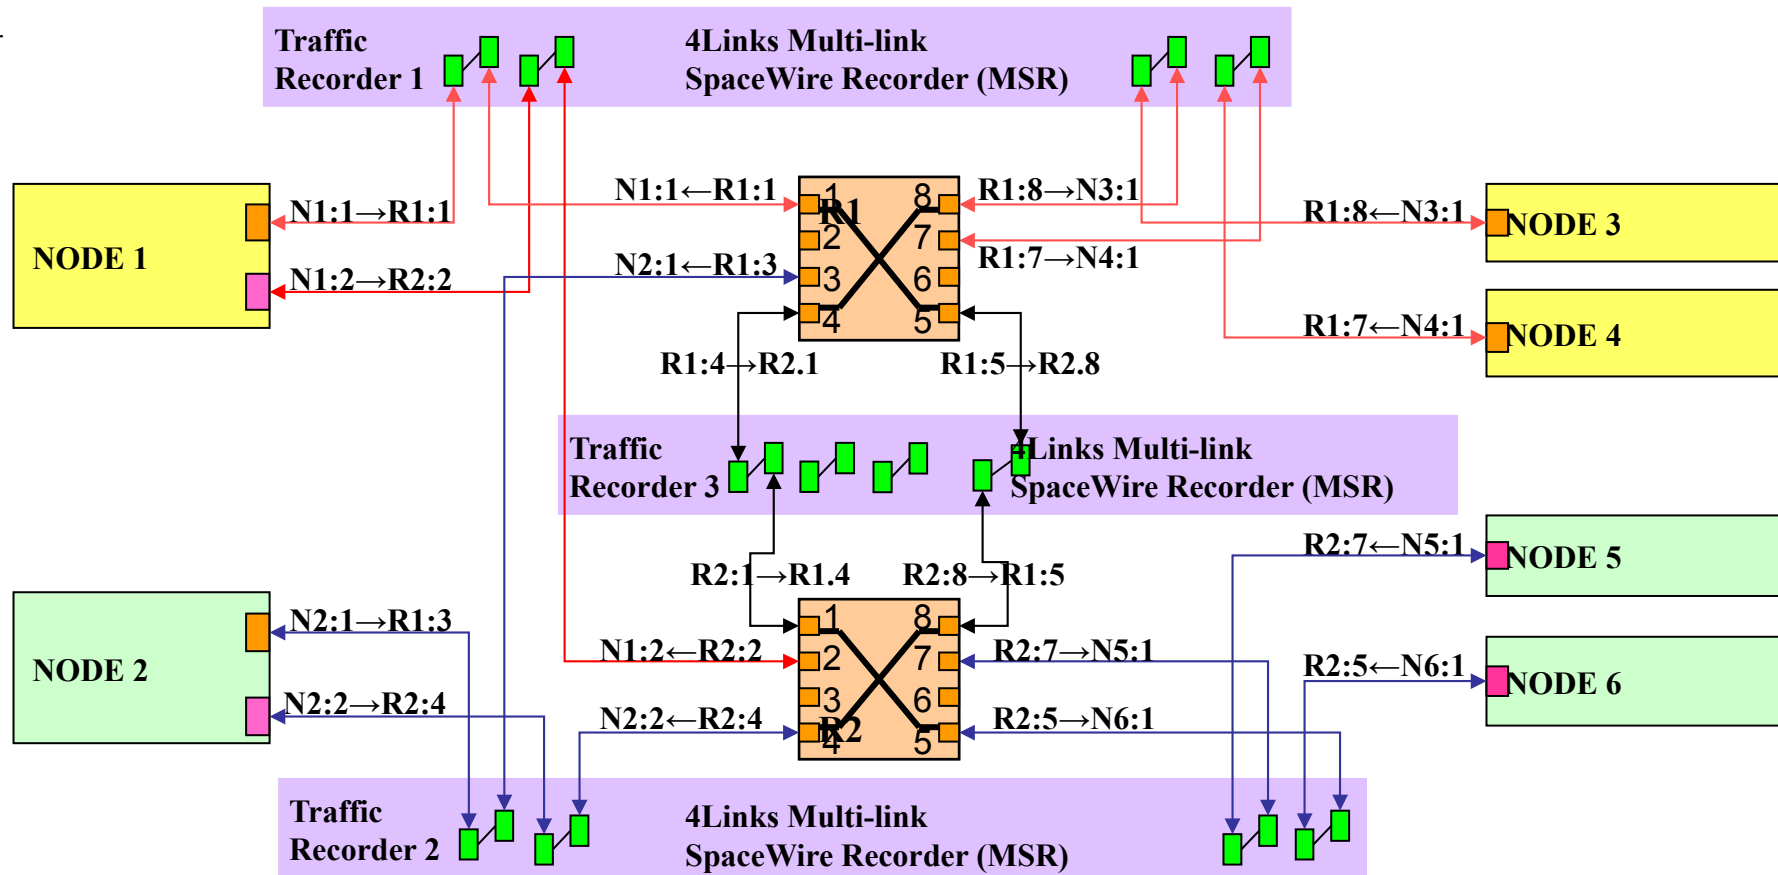 Traffic
Recorder 1
4Links Multi-link
SpaceWire Recorder (MSR)
N1:1→R1:1
N1:2→R2:2
NODE 1
N1:1←R1:1
N2:1←R1:3
1
2
3
4
R1
8
7
6
5
R1:8→N3:1
R1:7→N4:1
R1:8←N3:1
NODE 3
R1:7←N4:1
NODE 4
R1:4→R2.1
R1:5→R2.8
Traffic
Recorder 3
4Links Multi-link
SpaceWire Recorder (MSR)
R2:1→R1.4
R2:8→R1:5
R2:7←N5:1
NODE 5
R2:5←N6:1
NODE 6
N2:1→R1:3
N2:2→R2:4
NODE 2
N1:2←R2:2
N2:2←R2:4
1
2
3
4
R2
8
7
6
5
R2:7→N5:1
R2:5→N6:1
Traffic
Recorder 2
4Links Multi-link
SpaceWire Recorder (MSR)